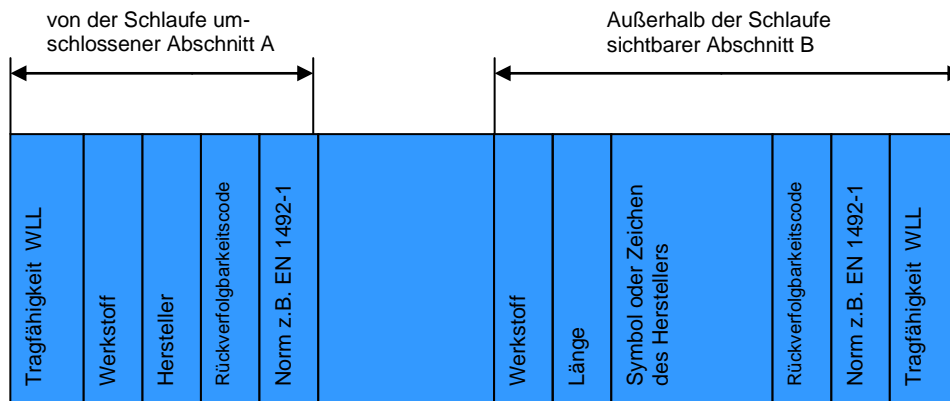 von der Schlaufe um-
schlossener Abschnitt A
Außerhalb der Schlaufe
sichtbarer Abschnitt B
Tragfähigkeit WLL
Werkstoff
Hersteller
Rückverfolgbarkeitscode
Norm z.B. EN 1492-1
Werkstoff
Länge
Symbol oder Zeichen
des Herstellers
Rückverfolgbarkeitscode
Norm z.B. EN 1492-1
Tragfähigkeit WLL